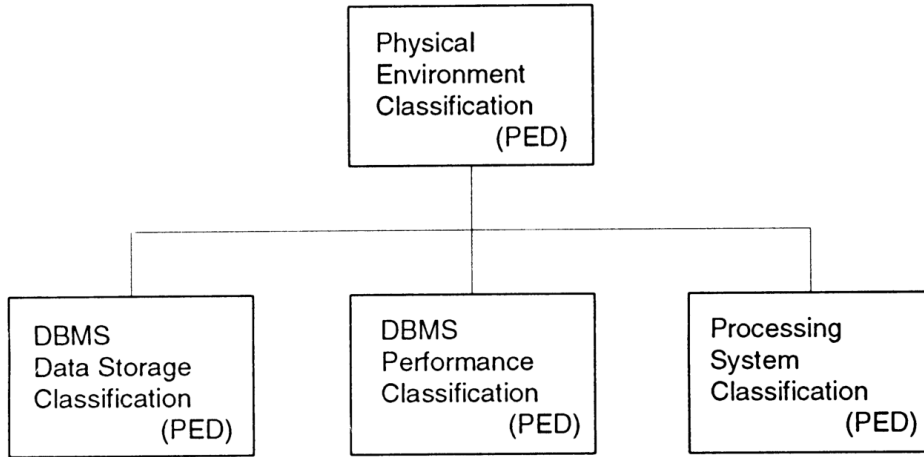 Physical
Environment
Classification
(PED)
DBMS
Data Storage
Classification
(PED)
DBMS
Performance
Classification
(PED)
Processing
System
Classification
(PED)